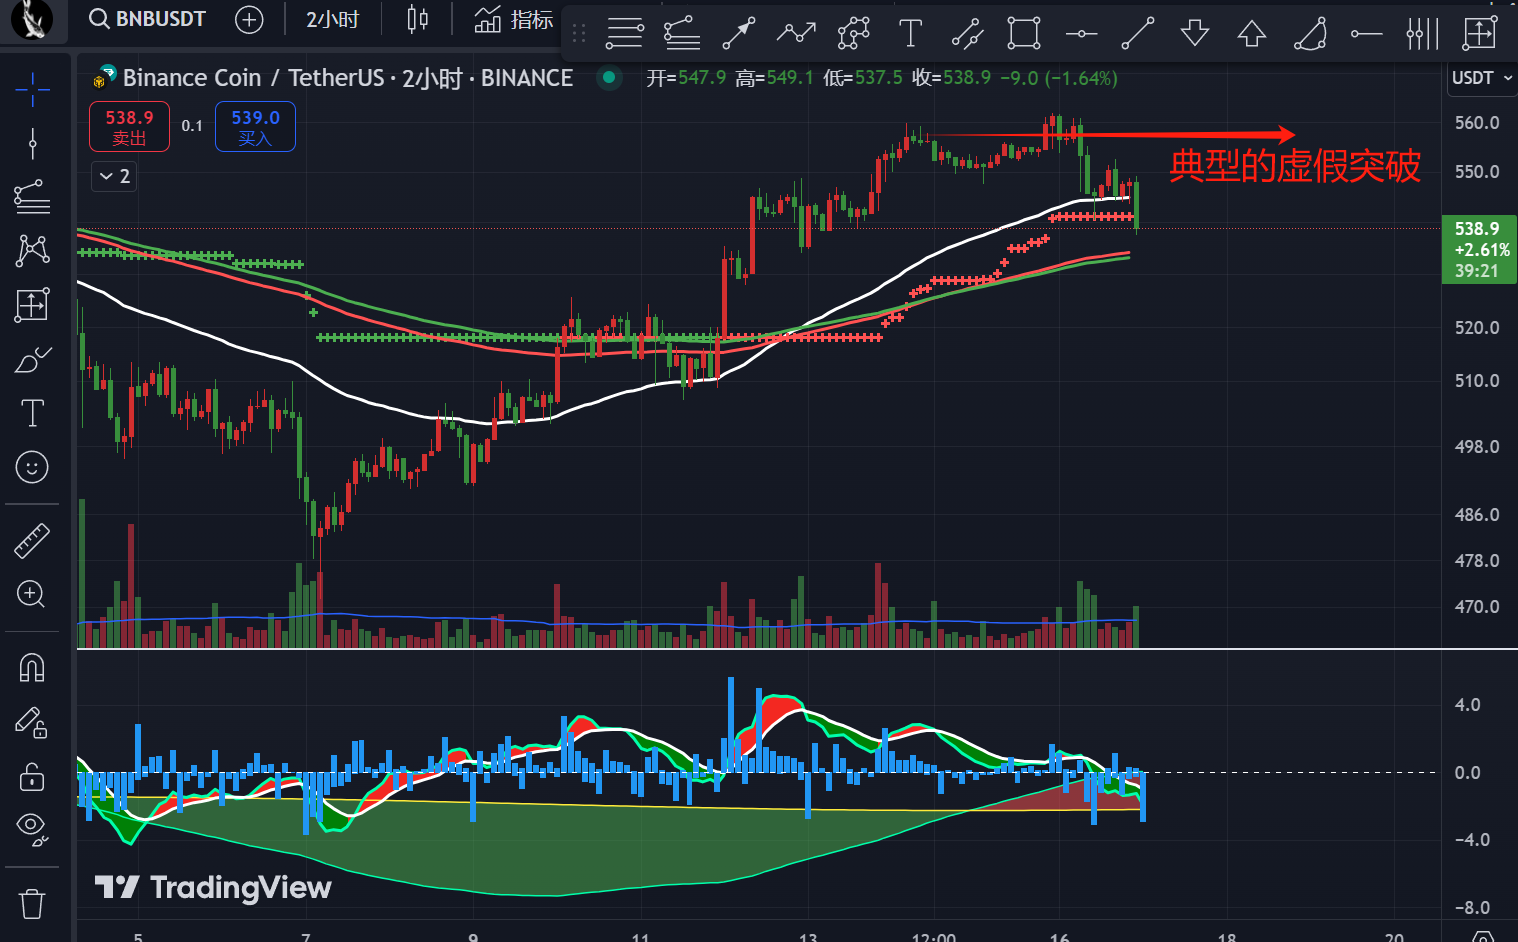 BNBUSDT
2小时
指标
Binance Coin / TetherUS · 2小时 · BINANCE
开=547.9 高=549.1 低=537.5 收=538.9 −9.0 (−1.64%)
USDT
538.9
卖出
0.1
539.0
买入
2
典型的虚假突破
560.0
550.0
538.9
+2.61%
39:21
520.0
510.0
498.0
486.0
478.0
470.0
4.0
0.0
−4.0
−8.0
TradingView
5 7 9 11 13 12:00 16 18 20